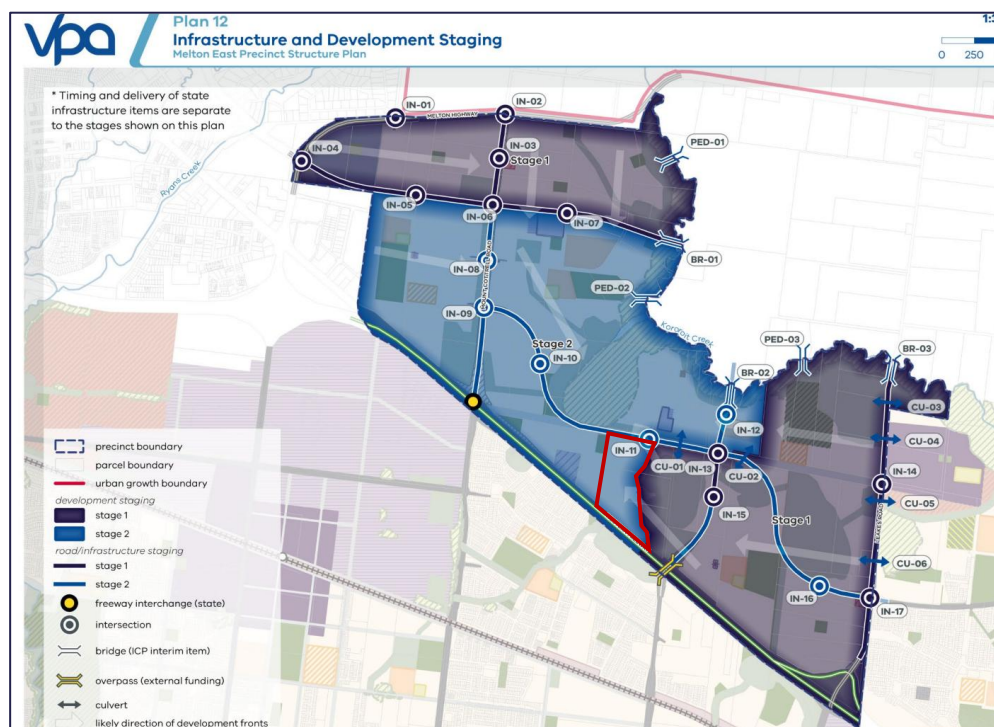 vpa
Plan 12
Infrastructure and Development Staging
Melton East Precinct Structure Plan
0 250
* Timing and delivery of state
infrastructure items are separate
to the stages shown on this plan
IN-01
IN-02
MELTON HIGHWAY
PED-01
IN-03
Stage 1
IN-04
Ryans Creek
IN-05
IN-06
IN-07
BR-01
IN-08
PED-02
IN-09
Kororoit Creek
Stage 2
IN-10
PED-03
BR-03
BR-02
CU-03
IN-12
IN-11
CU-04
CU-01
IN-13
CU-02
IN-14
CU-05
IN-15
Stage 1
CU-06
IN-16
IN-17
precinct boundary
parcel boundary
urban growth boundary
development staging
stage 1
stage 2
road/infrastructure staging
stage 1
stage 2
freeway interchange (state)
intersection
bridge (ICP interim item)
overpass (external funding)
culvert
likely direction of development fronts